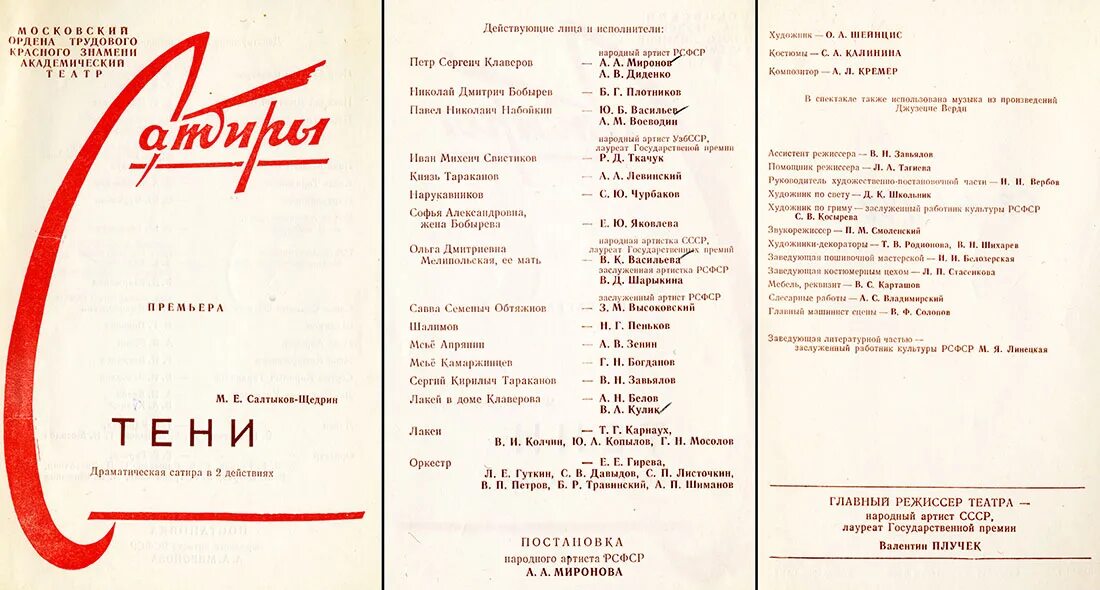 МОСКОВСКИЙ
ОРДЕНА ТРУДОВОГО
КРАСНОГО ЗНАМЕНИ
АКАДЕМИЧЕСКИЙ
ТЕАТР
Сатиры
ПРЕМЬЕРА
М. Е. Салтыков-Щедрин
ТЕНИ
Драматическая сатира в 2 действиях
Действующие лица и исполнители:
народный артист РСФСР
Петр Сергеич Клаверов — А. А. Миронов
А. В. Диденко
Николай Дмитрич Бобырев — Б. Г. Плотников
Павел Николаич Набойкин — Ю. Б. Васильев
А. М. Воеводин
народный артист УзбССР,
лауреат Государственой премии
Иван Михеич Свистиков — Р. Д. Ткачук
Князь Тараканов — А. А. Левинский
Нарукавников — С. Ю. Чурбаков
Софья Александровна,
жена Бобырева — Е. Ю. Яковлева
народная артистка СССР,
Ольга Дмитриевна лауреат Государственных премий
Мелипольская, ее мать — В. К. Васильева
заслуженная артистка РСФСР
В. Д. Шарыкина
заслуженный артист РСФСР
Савва Семеныч Обтяжнов — З. М. Высоковский
Шалимов — Н. Г. Пеньков
Мсьё Апрянин — А. В. Зенин
Мсьё Камаржинцев — Г. Н. Богданов
Сергий Кирилыч Тараканов — В. Н. Завьялов
Лакей в доме Клаверова — А. Н. Белов
В. А. Кулик
Лакеи — Т. Г. Карнаух,
В. И. Колчин, Ю. А. Копылов, Г. Н. Мосолов
Оркестр — Е. Е. Гирева,
Л. Е. Гуткин, С. В. Давыдов, С. П. Листочкин,
В. П. Петров, Б. Р. Травинский, А. П. Шиманов
ПОСТАНОВКА
народного артиста РСФСР
А. А. МИРОНОВА
Художник — О. А. ШЕЙНЦИС
Костюмы — С. А. КАЛИНИНА
Композитор — А. Л. КРЕМЕР
В спектакле также использована музыка из произведений
Джузеппе Верди
Ассистент режиссера — В. Н. Завьялов
Помощник режиссера — Л. А. Тагиева
Руководитель художественно-постановочной части — И. Н. Вербов
Художник по свету — Д. К. Школьник
Художник по гриму — заслуженный работник культуры РСФСР
С. В. Косырева
Звукорежиссер — П. М. Смоленский
Художники-декораторы — Т. В. Родионова, В. Н. Шихарев
Заведующая пошивочной мастерской — И. И. Белозерская
Заведующая костюмерным цехом — Л. П. Стасенкова
Мебель, реквизит — В. С. Карташов
Слесарные работы — А. С. Владимирский
Главный машинист сцены — В. Ф. Солопов
Заведующая литературной частью —
заслуженный работник культуры РСФСР М. Я. Линецкая
ГЛАВНЫЙ РЕЖИССЕР ТЕАТРА —
народный артист СССР,
лауреат Государственной премии
Валентин ПЛУЧЕК